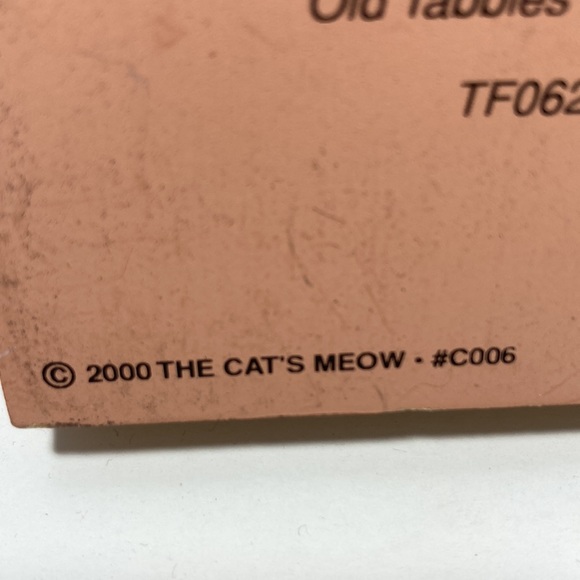 Old Tabbies
TF062
© 2000 THE CAT'S MEOW • #C006